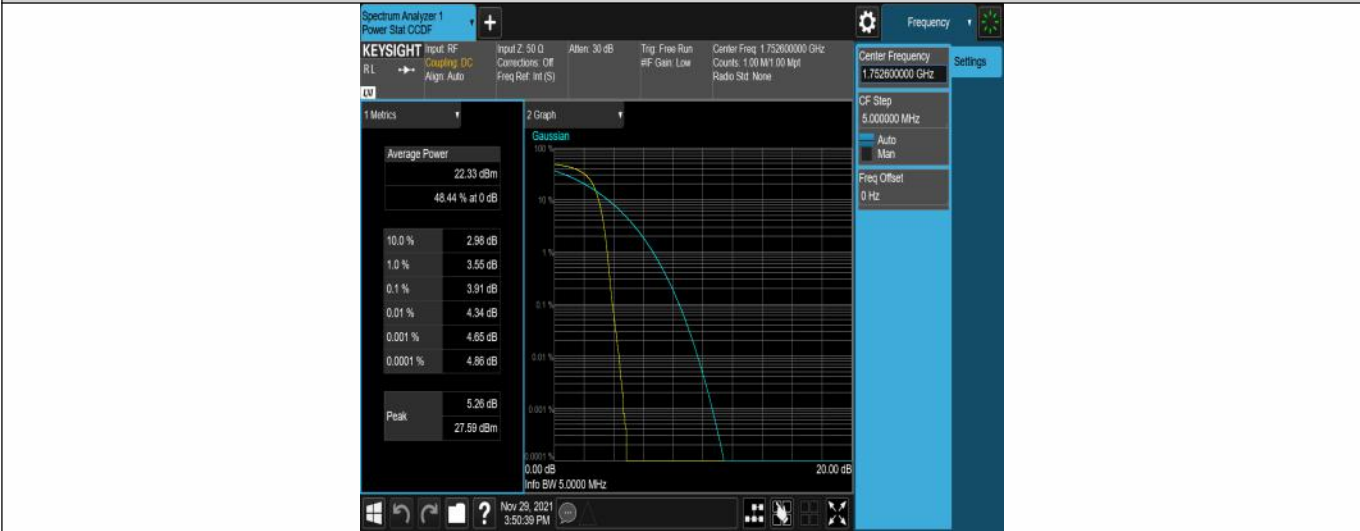 Spectrum Analyzer 1
Power Stat CCDF
+
Frequency
KEYSIGHT
RL
Input: RF
Coupling: DC
Align: Auto
Input Z: 50 Ω
Corrections: Off
Freq Ref: Int (S)
Atten: 30 dB
Trig: Free Run
#IF Gain: Low
Center Freq: 1.752600000 GHz
Counts: 1.00 M/1.00 Mpt
Radio Std: None
Center Frequency
1.752600000 GHz
Settings
CF Step
5.000000 MHz
Auto
Man
Freq Offset
0 Hz
1 Metrics
Average Power
22.33 dBm
48.44 % at 0 dB
10.0 % 2.98 dB
1.0 % 3.55 dB
0.1 % 3.91 dB
0.01 % 4.34 dB
0.001 % 4.65 dB
0.0001 % 4.86 dB
Peak
5.26 dB
27.59 dBm
2 Graph
Gaussian
100 %
10 %
1 %
0.1 %
0.01 %
0.001 %
0.0001 %
0.00 dB 20.00 dB
Info BW 5.0000 MHz
?
Nov 29, 2021
3:50:39 PM